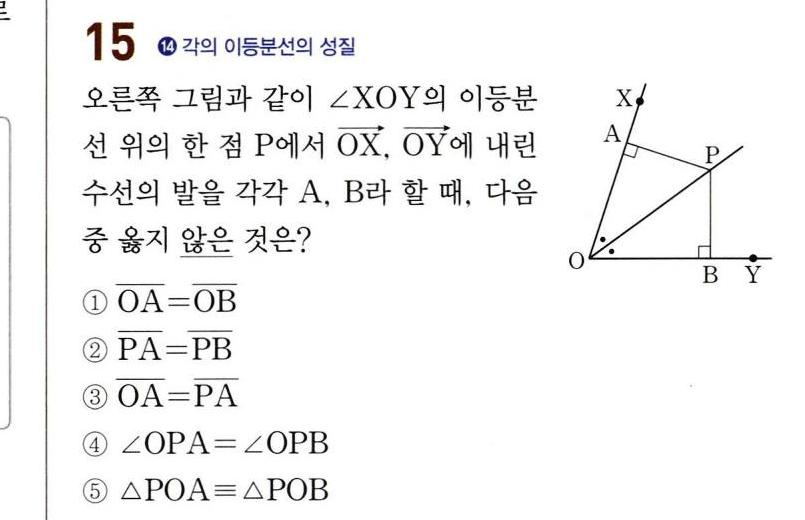 르
15 ⑭ 각의 이등분선의 성질
오른쪽 그림과 같이 ∠XOY의 이등분
선 위의 한 점 P에서 OX, OY에 내린
수선의 발을 각각 A, B라 할 때, 다음
중 옳지 않은 것은?
① OA=OB
② PA=PB
③ OA=PA
④ ∠OPA=∠OPB
⑤ △POA≡△POB
X
A
P
O
B
Y